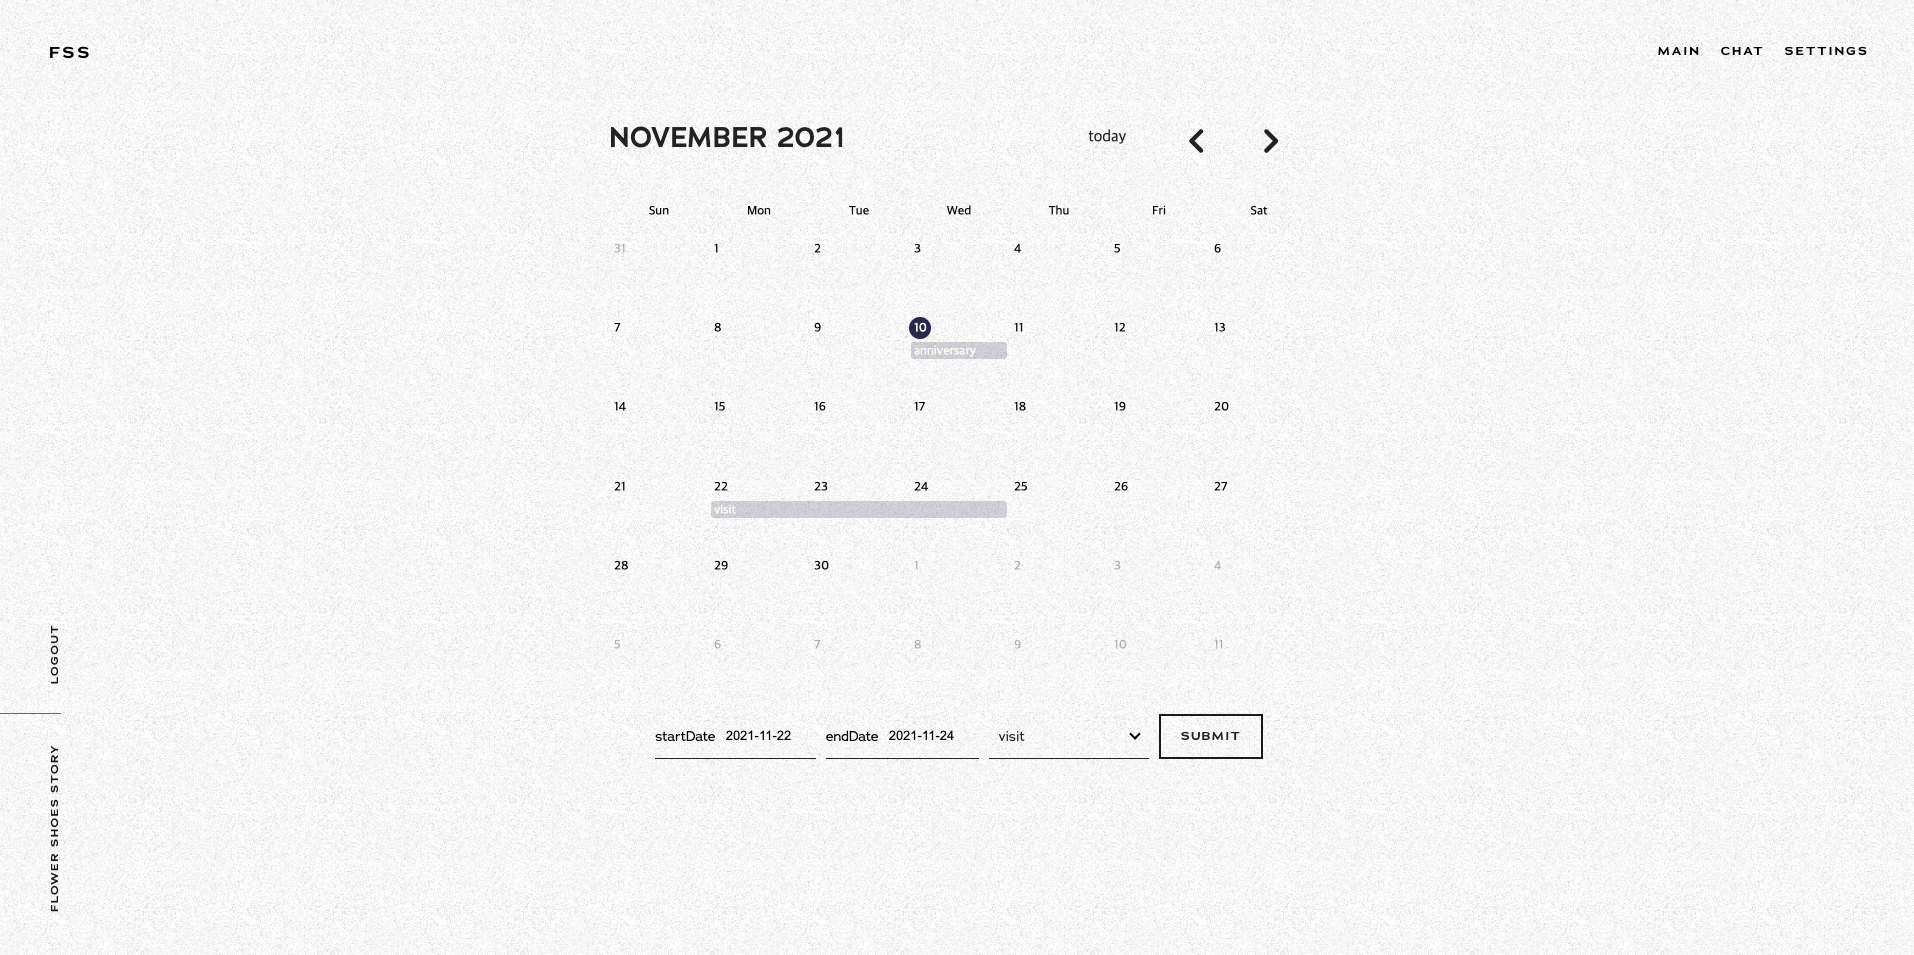 FSS
MAIN CHAT SETTINGS
NOVEMBER 2021
today
Sun Mon Tue Wed Thu Fri Sat
31 1 2 3 4 5 6
7 8 9 10 11 12 13
anniversary
14 15 16 17 18 19 20
21 22 23 24 25 26 27
visit
28 29 30 1 2 3 4
5 6 7 8 9 10 11
startDate 2021-11-22 endDate 2021-11-24 visit SUBMIT
LOGOUT
FLOWER SHOES STORY